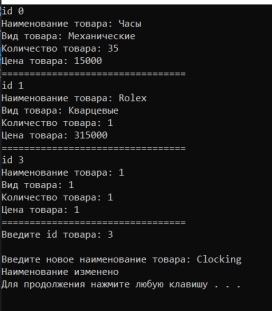 id 0
Наименование товара: Часы
Вид товара: Механические
Количество товара: 35
Цена товара: 15000
=================================
id 1
Наименование товара: Rolex
Вид товара: Кварцевые
Количество товара: 1
Цена товара: 315000
=================================
id 3
Наименование товара: 1
Вид товара: 1
Количество товара: 1
Цена товара: 1
=================================
Введите id товара: 3
Введите новое наименование товара: Clocking
Наименование изменено
Для продолжения нажмите любую клавишу . . .